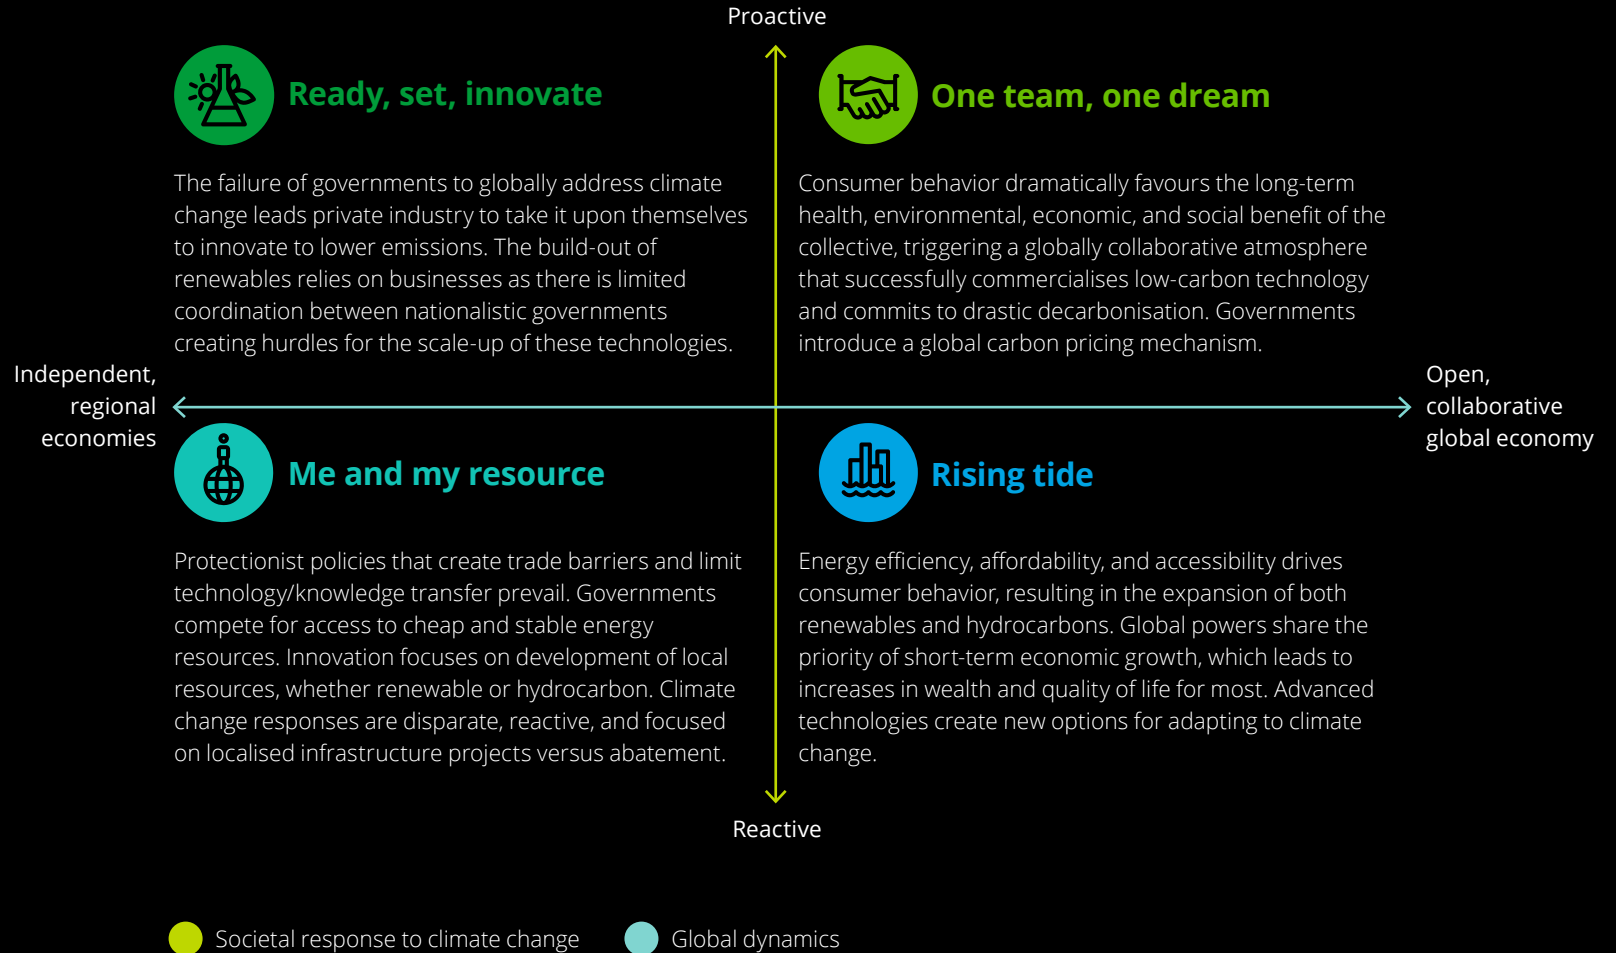 Proactive
Ready, set, innovate
The failure of governments to globally address climate
change leads private industry to take it upon themselves
to innovate to lower emissions. The build-out of
renewables relies on businesses as there is limited
coordination between nationalistic governments
creating hurdles for the scale-up of these technologies.
One team, one dream
Consumer behavior dramatically favours the long-term
health, environmental, economic, and social benefit of the
collective, triggering a globally collaborative atmosphere
that successfully commercialises low-carbon technology
and commits to drastic decarbonisation. Governments
introduce a global carbon pricing mechanism.
Independent,
regional
economies
Open,
collaborative
global economy
Me and my resource
Protectionist policies that create trade barriers and limit
technology/knowledge transfer prevail. Governments
compete for access to cheap and stable energy
resources. Innovation focuses on development of local
resources, whether renewable or hydrocarbon. Climate
change responses are disparate, reactive, and focused
on localised infrastructure projects versus abatement.
Rising tide
Energy efficiency, affordability, and accessibility drives
consumer behavior, resulting in the expansion of both
renewables and hydrocarbons. Global powers share the
priority of short-term economic growth, which leads to
increases in wealth and quality of life for most. Advanced
technologies create new options for adapting to climate
change.
Reactive
Societal response to climate change
Global dynamics